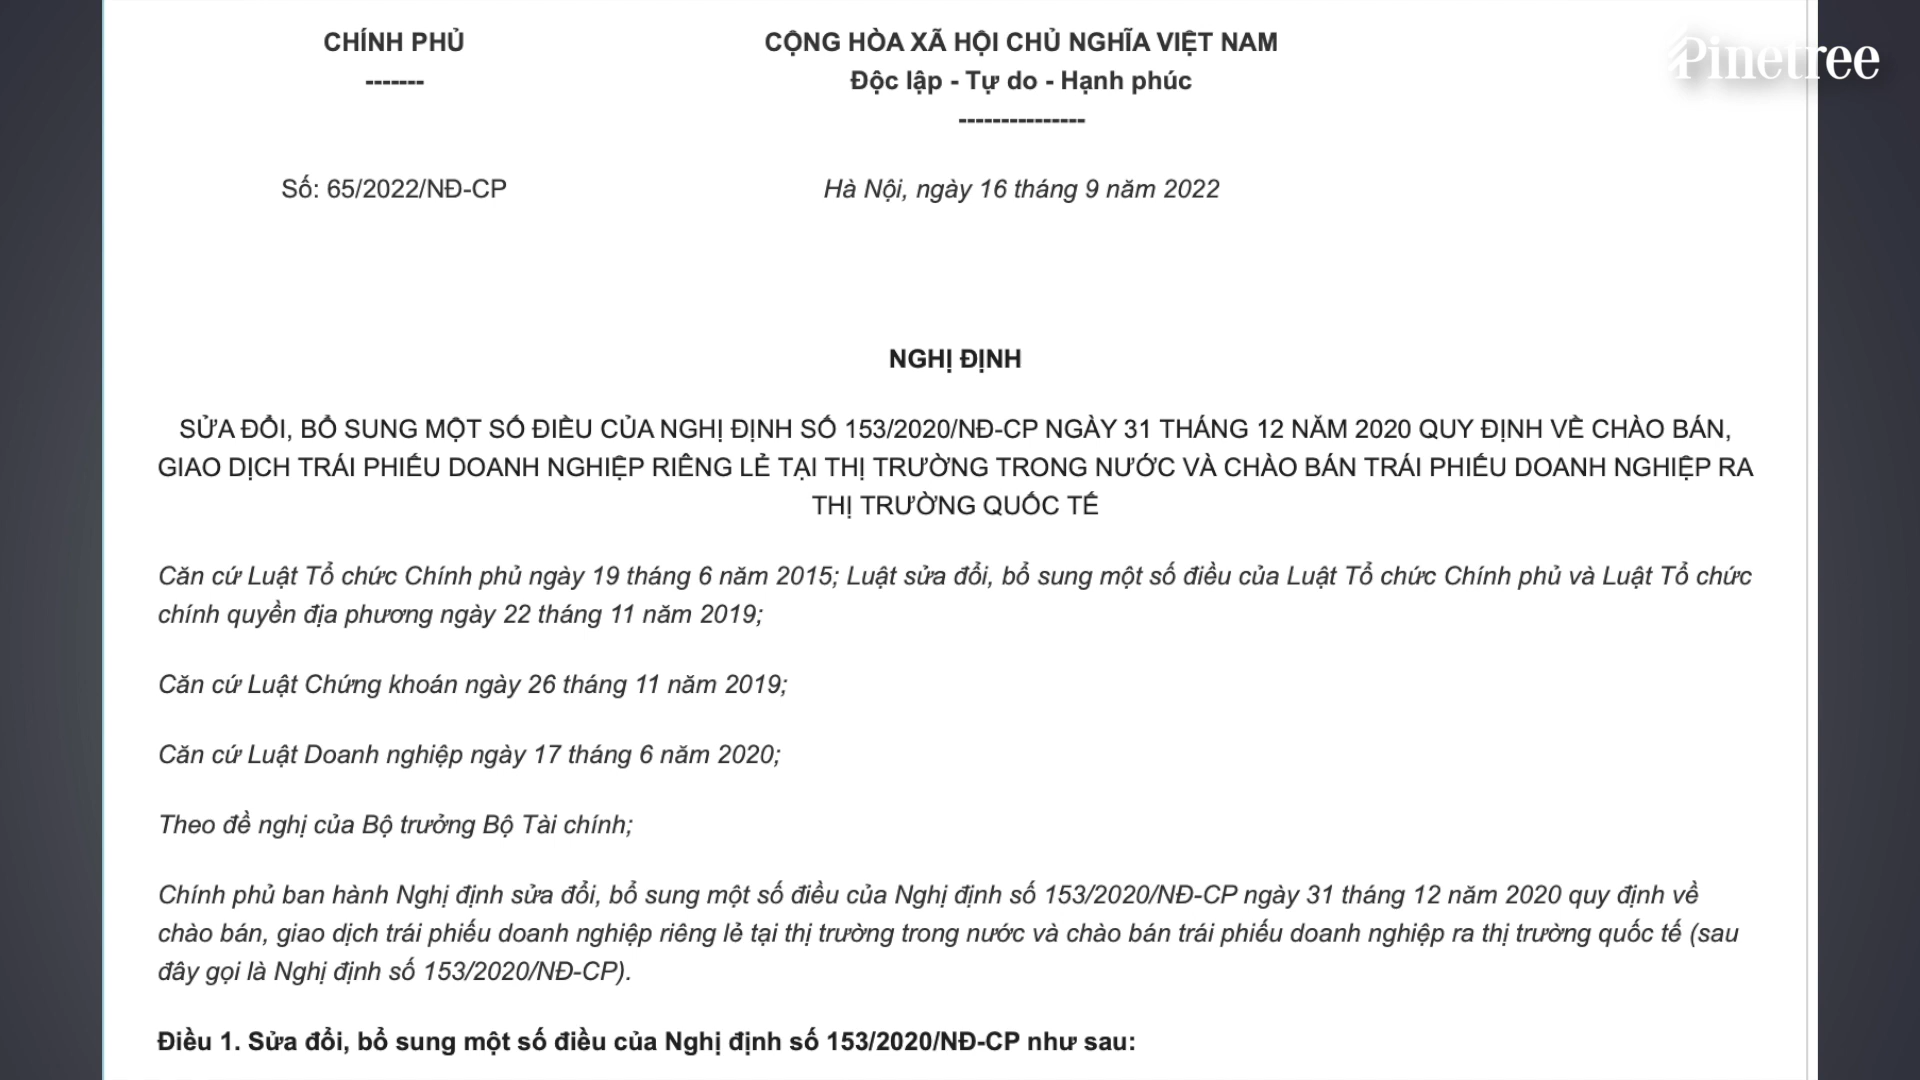 CHÍNH PHỦ
-------
CỘNG HÒA XÃ HỘI CHỦ NGHĨA VIỆT NAM
Độc lập - Tự do - Hạnh phúc
---------------
Pinetree
Số: 65/2022/NĐ-CP
Hà Nội, ngày 16 tháng 9 năm 2022
NGHỊ ĐỊNH
SỬA ĐỔI, BỔ SUNG MỘT SỐ ĐIỀU CỦA NGHỊ ĐỊNH SỐ 153/2020/NĐ-CP NGÀY 31 THÁNG 12 NĂM 2020 QUY ĐỊNH VỀ CHÀO BÁN,
GIAO DỊCH TRÁI PHIẾU DOANH NGHIỆP RIÊNG LẺ TẠI THỊ TRƯỜNG TRONG NƯỚC VÀ CHÀO BÁN TRÁI PHIẾU DOANH NGHIỆP RA
THỊ TRƯỜNG QUỐC TẾ
Căn cứ Luật Tổ chức Chính phủ ngày 19 tháng 6 năm 2015; Luật sửa đổi, bổ sung một số điều của Luật Tổ chức Chính phủ và Luật Tổ chức
chính quyền địa phương ngày 22 tháng 11 năm 2019;
Căn cứ Luật Chứng khoán ngày 26 tháng 11 năm 2019;
Căn cứ Luật Doanh nghiệp ngày 17 tháng 6 năm 2020;
Theo đề nghị của Bộ trưởng Bộ Tài chính;
Chính phủ ban hành Nghị định sửa đổi, bổ sung một số điều của Nghị định số 153/2020/NĐ-CP ngày 31 tháng 12 năm 2020 quy định về
chào bán, giao dịch trái phiếu doanh nghiệp riêng lẻ tại thị trường trong nước và chào bán trái phiếu doanh nghiệp ra thị trường quốc tế (sau
đây gọi là Nghị định số 153/2020/NĐ-CP).
Điều 1. Sửa đổi, bổ sung một số điều của Nghị định số 153/2020/NĐ-CP như sau: